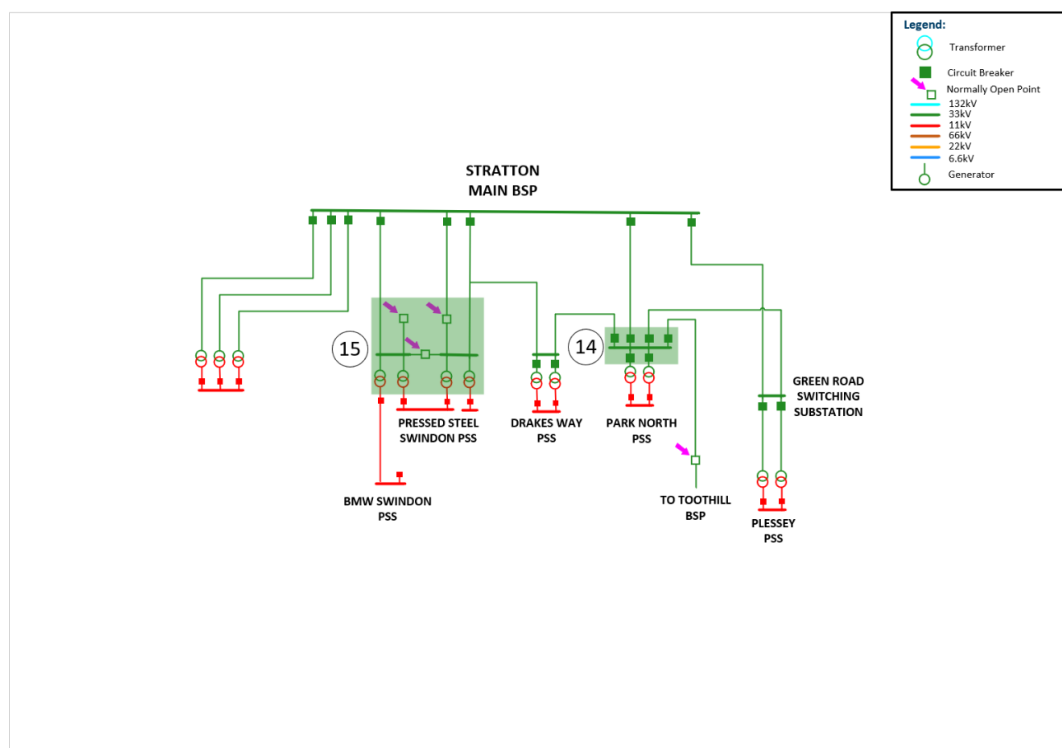 Legend:
Transformer
Circuit Breaker
Normally Open Point
132kV
33kV
11kV
66kV
22kV
6.6kV
Generator
STRATTON
MAIN BSP
15
14
GREEN ROAD
SWITCHING
SUBSTATION
PRESSED STEEL
SWINDON PSS
DRAKES WAY
PSS
PARK NORTH
PSS
BMW SWINDON
PSS
TO TOOTHILL
BSP
PLESSEY
PSS